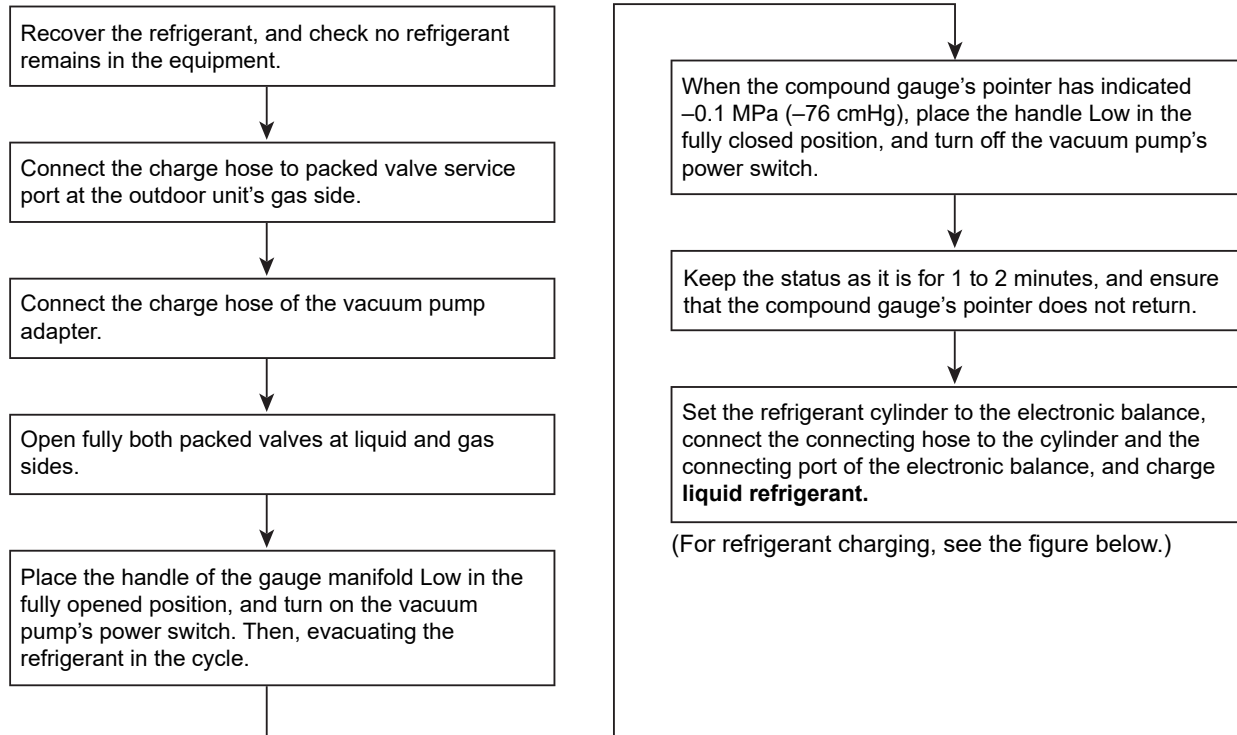 Recover the refrigerant, and check no refrigerant
remains in the equipment.
Connect the charge hose to packed valve service
port at the outdoor unit’s gas side.
Connect the charge hose of the vacuum pump
adapter.
Open fully both packed valves at liquid and gas
sides.
Place the handle of the gauge manifold Low in the
fully opened position, and turn on the vacuum
pump’s power switch. Then, evacuating the
refrigerant in the cycle.
When the compound gauge’s pointer has indicated
–0.1 MPa (–76 cmHg), place the handle Low in the
fully closed position, and turn off the vacuum pump’s
power switch.
Keep the status as it is for 1 to 2 minutes, and ensure
that the compound gauge’s pointer does not return.
Set the refrigerant cylinder to the electronic balance,
connect the connecting hose to the cylinder and the
connecting port of the electronic balance, and charge
liquid refrigerant.
(For refrigerant charging, see the figure below.)